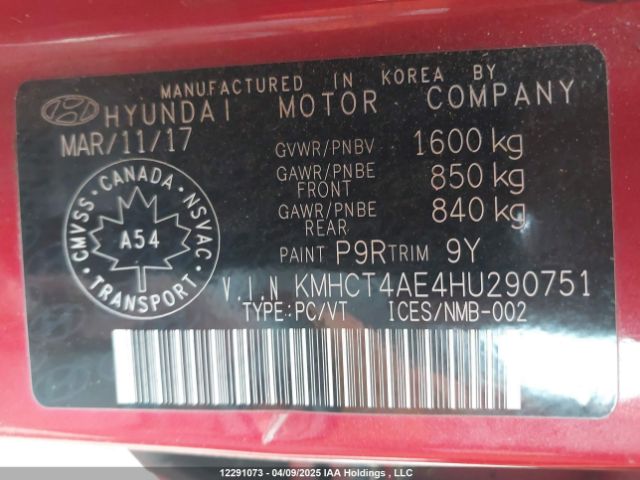 MANUFACTURED IN KOREA BY
HYUNDAI MOTOR COMPANY
MAR/11/17
GVWR/PNBV 1600 kg
GAWR/PNBE FRONT 850 kg
GAWR/PNBE REAR 840 kg
CMVSS • CANADA • NSVAC
A54
TRANSPORT
PAINT P9R TRIM 9Y
V.I.N KMHCT4AE4HU290751
TYPE:PC/VT ICES/NMB-002
12291073 - 04/09/2025 IAA Holdings, LLC